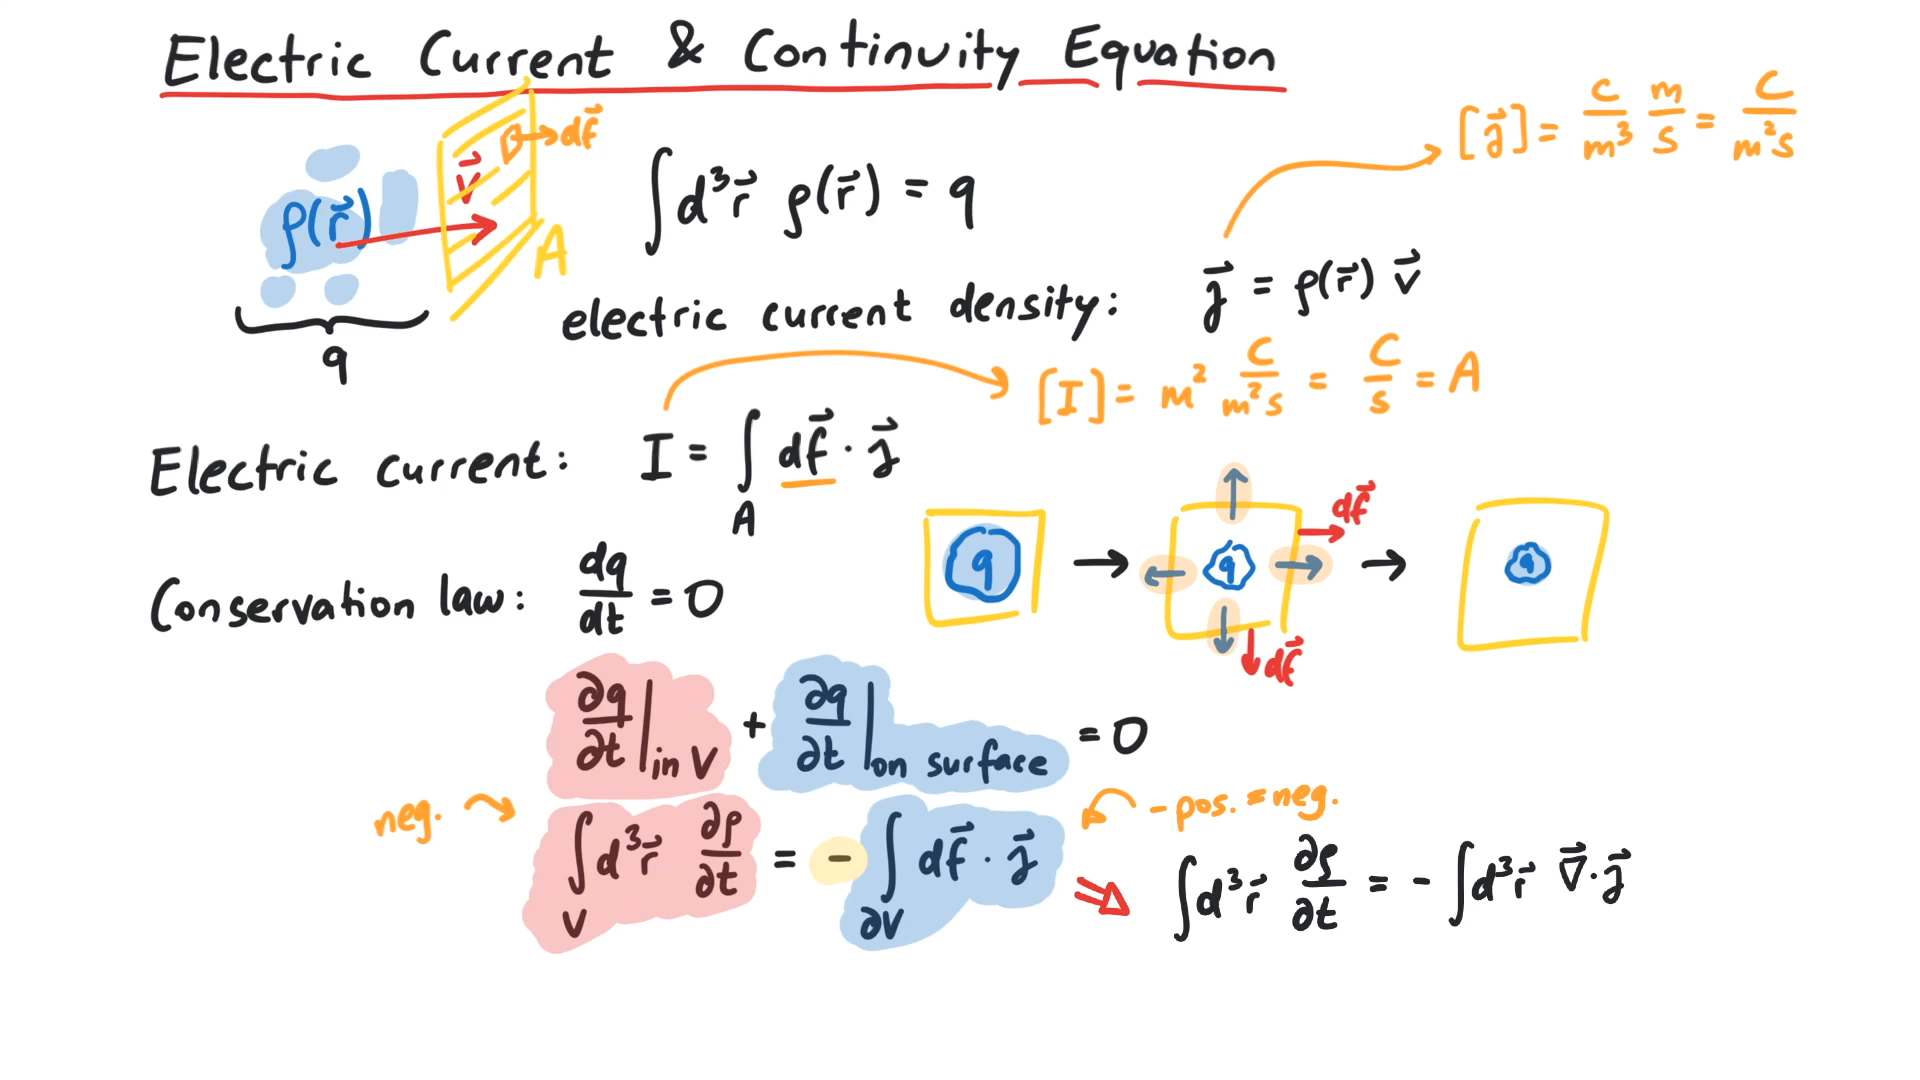 Electric Current & Continuity Equation
df⃗
v⃗
ρ(r⃗)
A
q
∫d³r⃗ ρ(r⃗) = q
[j⃗] = C/m³ m/s = C/m²s
electric current density: j⃗ = ρ(r⃗) v⃗
[I] = m² C/m²s = C/s = A
Electric current: I = ∫_A df⃗ · j⃗
Conservation law: dq/dt = 0
q → q → q
df⃗
df⃗
∂q/∂t |in V + ∂q/∂t |on surface = 0
neg.
- pos. = neg.
∫_V d³r⃗ ∂ρ/∂t = - ∫_∂V df⃗ · j⃗ ⇒ ∫d³r⃗ ∂ρ/∂t = - ∫d³r⃗ ∇⃗·j⃗